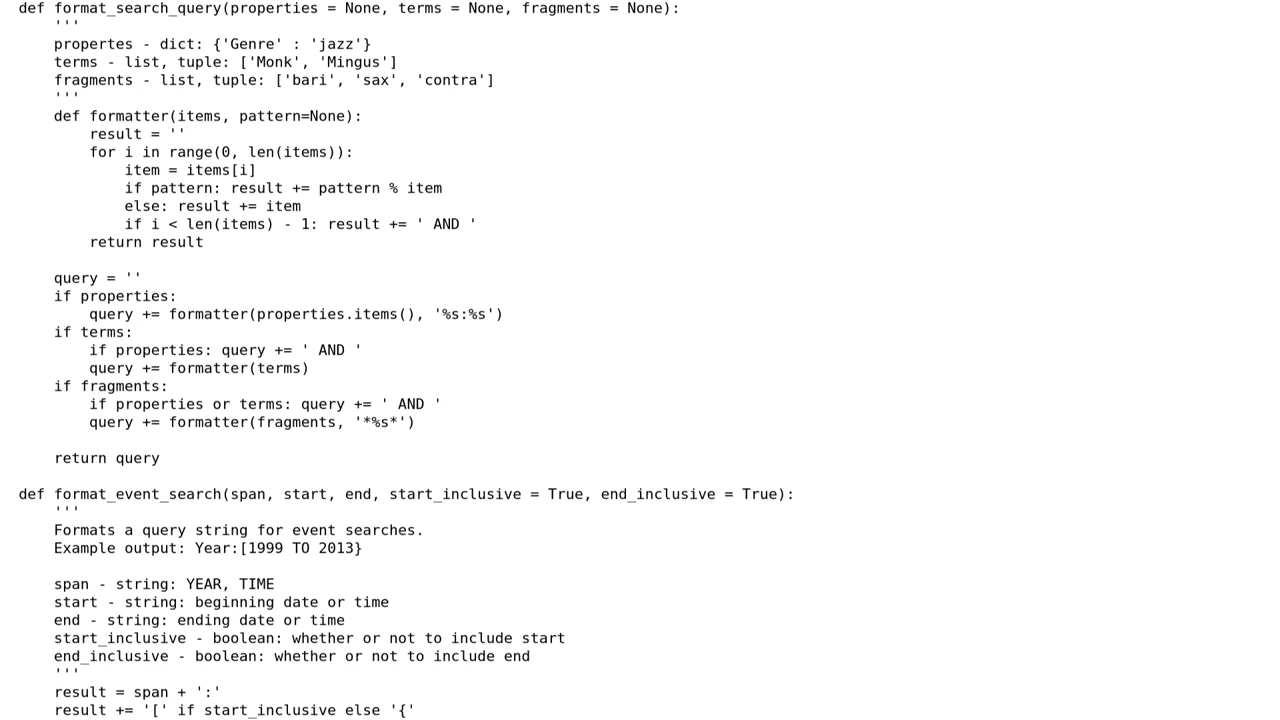 def format_search_query(properties = None, terms = None, fragments = None):
    '''
    propertes - dict: {'Genre' : 'jazz'}
    terms - list, tuple: ['Monk', 'Mingus']
    fragments - list, tuple: ['bari', 'sax', 'contra']
    '''
    def formatter(items, pattern=None):
        result = ''
        for i in range(0, len(items)):
            item = items[i]
            if pattern: result += pattern % item
            else: result += item
            if i < len(items) - 1: result += ' AND '
        return result

    query = ''
    if properties:
        query += formatter(properties.items(), '%s:%s')
    if terms:
        if properties: query += ' AND '
        query += formatter(terms)
    if fragments:
        if properties or terms: query += ' AND '
        query += formatter(fragments, '*%s*')

    return query

def format_event_search(span, start, end, start_inclusive = True, end_inclusive = True):
    '''
    Formats a query string for event searches.
    Example output: Year:[1999 TO 2013}

    span - string: YEAR, TIME
    start - string: beginning date or time
    end - string: ending date or time
    start_inclusive - boolean: whether or not to include start
    end_inclusive - boolean: whether or not to include end
    '''
    result = span + ':'
    result += '[' if start_inclusive else '{'